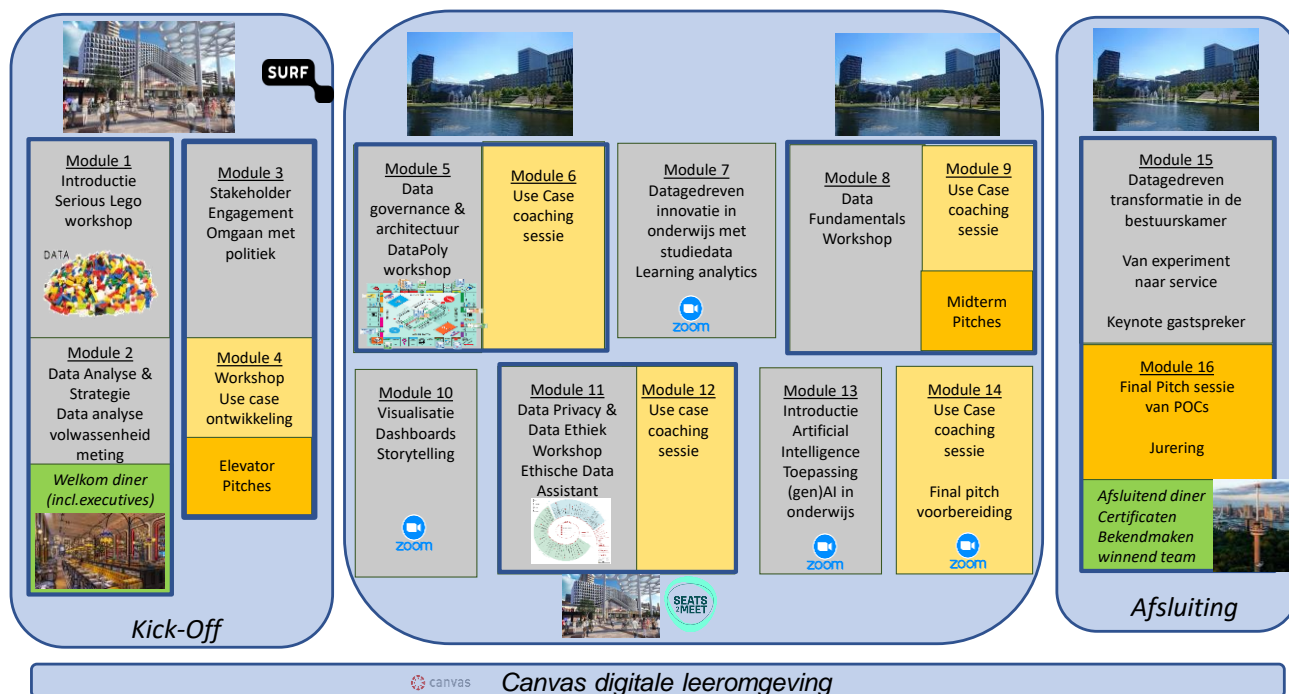 SURF
Module 1
Introductie
Serious Lego
workshop
DATA
Module 2
Data Analyse &
Strategie
Data analyse
volwassenheid
meting
Welkom diner
(incl.executives)
Module 3
Stakeholder
Engagement
Omgaan met
politiek
Module 4
Workshop
Use case
ontwikkeling
Elevator
Pitches
Kick-Off
Module 5
Data
governance &
architectuur
DataPoly
workshop
Module 6
Use Case
coaching
sessie
Module 7
Datagedreven
innovatie in
onderwijs met
studiedata
Learning analytics
zoom
Module 8
Data
Fundamentals
Workshop
Module 9
Use Case
coaching
sessie
Midterm
Pitches
Module 10
Visualisatie
Dashboards
Storytelling
zoom
Module 11
Data Privacy &
Data Ethiek
Workshop
Ethische Data
Assistant
Module 12
Use case
coaching
sessie
SEATS
2MEET
Module 13
Introductie
Artificial
Intelligence
Toepassing
(gen)AI in
onderwijs
zoom
Module 14
Use Case
coaching
sessie
Final pitch
voorbereiding
zoom
Module 15
Datagedreven
transformatie in de
bestuurskamer
Van experiment
naar service
Keynote gastspreker
Module 16
Final Pitch sessie
van POCs
Jurering
Afsluitend diner
Certificaten
Bekendmaken
winnend team
Afsluiting
canvas Canvas digitale leeromgeving